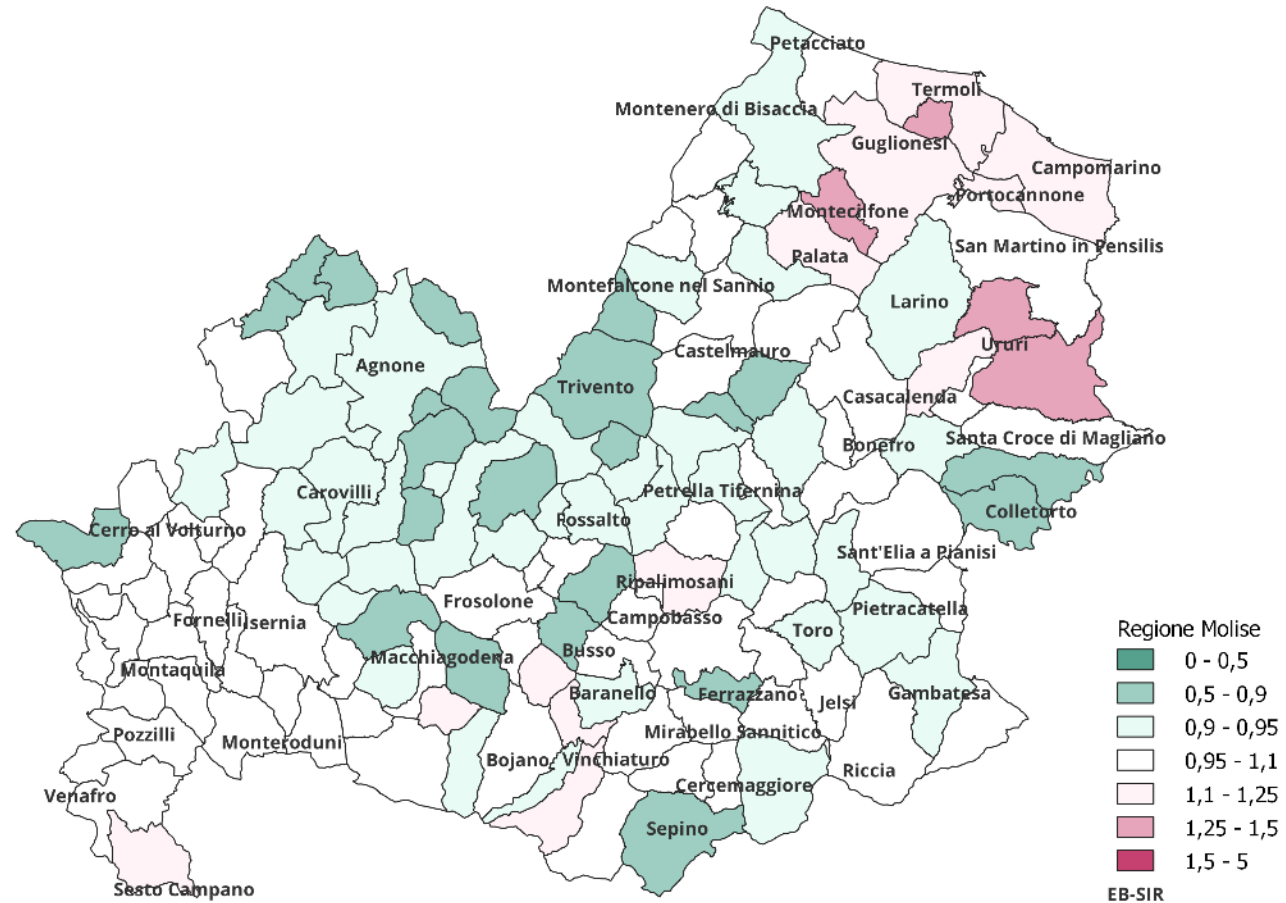 Petacciato
Termoli
Montenero di Bisaccia
Guglionesi
Campomarino
Portocannone
Montecilfone
San Martino in Pensilis
Palata
Montefalcone nel Sannio
Larino
Ururi
Castelmauro
Agnone
Trivento
Casacalenda
Santa Croce di Magliano
Bonefro
Carovilli
Petrella Tifernina
Colletorto
Fossalto
Cerro al Volturno
Sant'Elia a Pianisi
Ripalimosani
Frosolone
Pietracatella
Campobasso
Fornelli
Isernia
Toro
Busso
Macchiagodena
Montaquila
Baranello
Ferrazzano
Gambatesa
Jelsi
Mirabello Sannitico
Pozzilli
Monteroduni
Bojano
Vinchiaturo
Riccia
Cercemaggiore
Venafro
Sepino
Sesto Campano
Regione Molise
0 - 0,5
0,5 - 0,9
0,9 - 0,95
0,95 - 1,1
1,1 - 1,25
1,25 - 1,5
1,5 - 5
EB-SIR